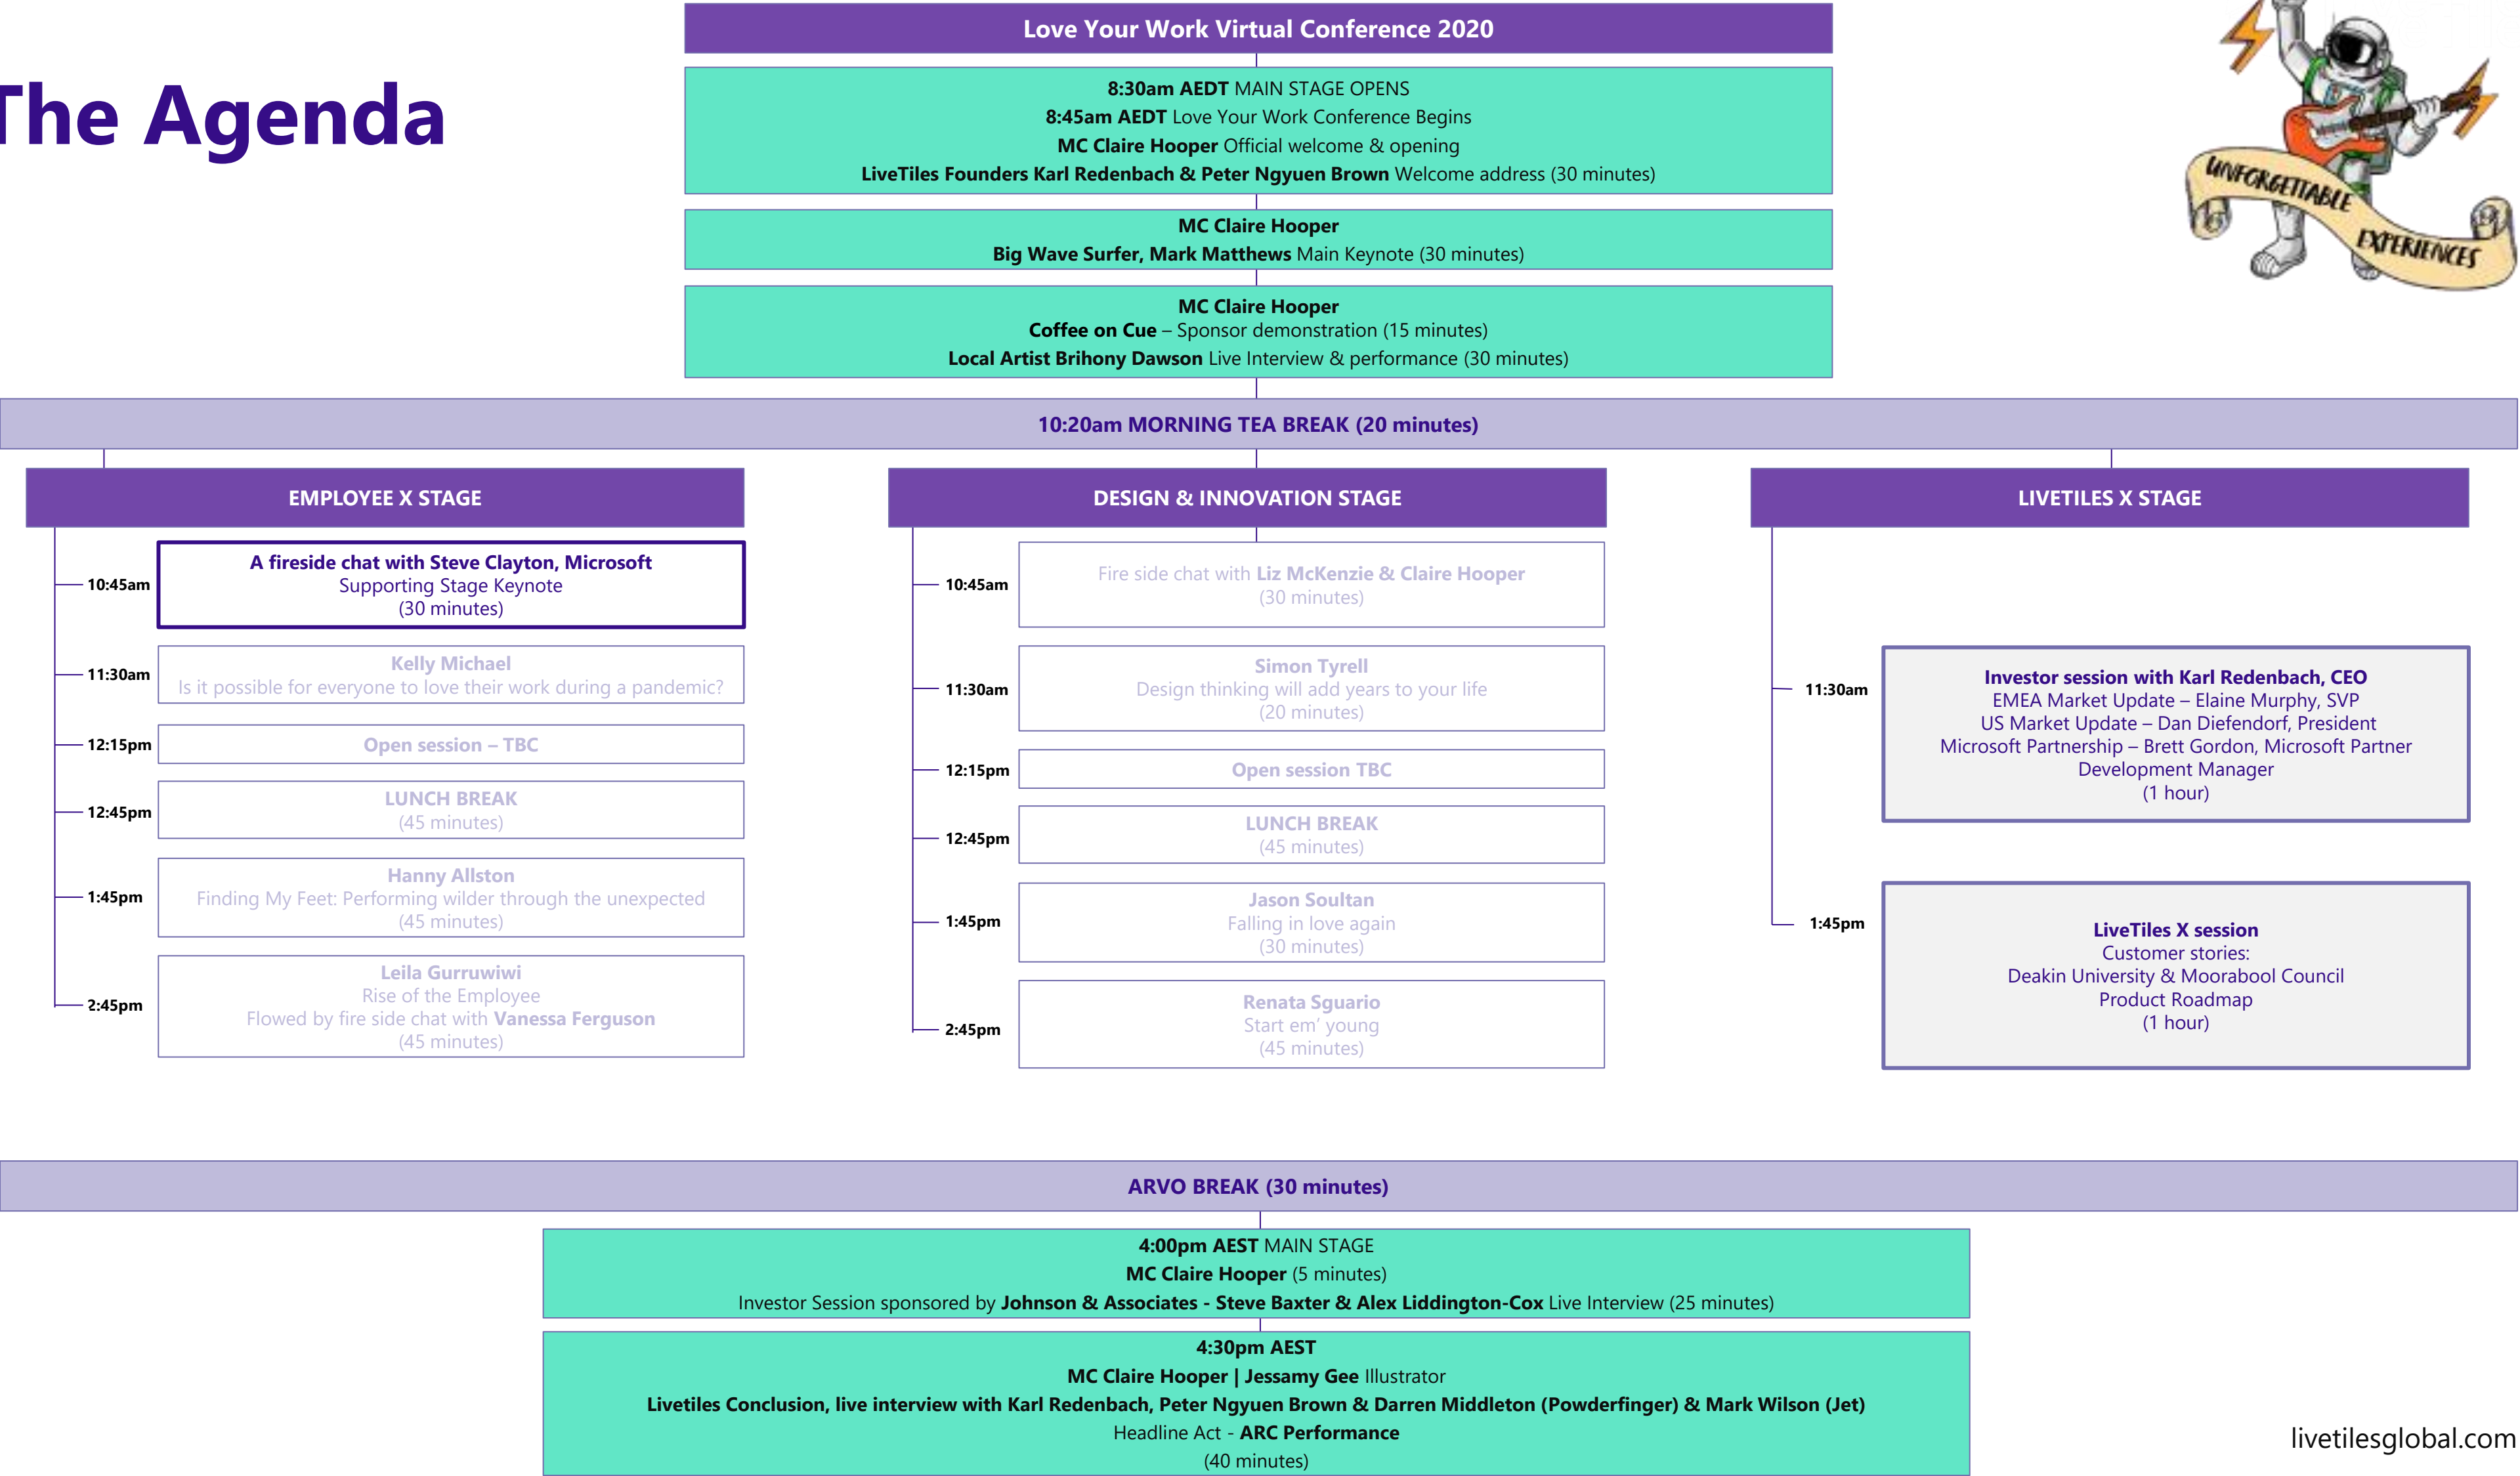 The Agenda
Love Your Work Virtual Conference 2020
8:30am AEDT MAIN STAGE OPENS
8:45am AEDT Love Your Work Conference Begins
MC Claire Hooper Official welcome & opening
LiveTiles Founders Karl Redenbach & Peter Ngyuen Brown Welcome address (30 minutes)
MC Claire Hooper
Big Wave Surfer, Mark Matthews Main Keynote (30 minutes)
MC Claire Hooper
Coffee on Cue – Sponsor demonstration (15 minutes)
Local Artist Brihony Dawson Live Interview & performance (30 minutes)
UNFORGETTABLE
EXPERIENCES
10:20am MORNING TEA BREAK (20 minutes)
EMPLOYEE X STAGE
10:45am
A fireside chat with Steve Clayton, Microsoft
Supporting Stage Keynote
(30 minutes)
11:30am
Kelly Michael
Is it possible for everyone to love their work during a pandemic?
12:15pm
Open session – TBC
12:45pm
LUNCH BREAK
(45 minutes)
1:45pm
Hanny Allston
Finding My Feet: Performing wilder through the unexpected
(45 minutes)
2:45pm
Leila Gurruwiwi
Rise of the Employee
Flowed by fire side chat with Vanessa Ferguson
(45 minutes)
DESIGN & INNOVATION STAGE
10:45am
Fire side chat with Liz McKenzie & Claire Hooper
(30 minutes)
11:30am
Simon Tyrell
Design thinking will add years to your life
(20 minutes)
12:15pm
Open session TBC
12:45pm
LUNCH BREAK
(45 minutes)
1:45pm
Jason Soultan
Falling in love again
(30 minutes)
2:45pm
Renata Sguario
Start em’ young
(45 minutes)
LIVETILES X STAGE
11:30am
Investor session with Karl Redenbach, CEO
EMEA Market Update – Elaine Murphy, SVP
US Market Update – Dan Diefendorf, President
Microsoft Partnership – Brett Gordon, Microsoft Partner
Development Manager
(1 hour)
1:45pm
LiveTiles X session
Customer stories:
Deakin University & Moorabool Council
Product Roadmap
(1 hour)
ARVO BREAK (30 minutes)
4:00pm AEST MAIN STAGE
MC Claire Hooper (5 minutes)
Investor Session sponsored by Johnson & Associates - Steve Baxter & Alex Liddington-Cox Live Interview (25 minutes)
4:30pm AEST
MC Claire Hooper | Jessamy Gee Illustrator
Livetiles Conclusion, live interview with Karl Redenbach, Peter Ngyuen Brown & Darren Middleton (Powderfinger) & Mark Wilson (Jet)
Headline Act - ARC Performance
(40 minutes)
livetilesglobal.com